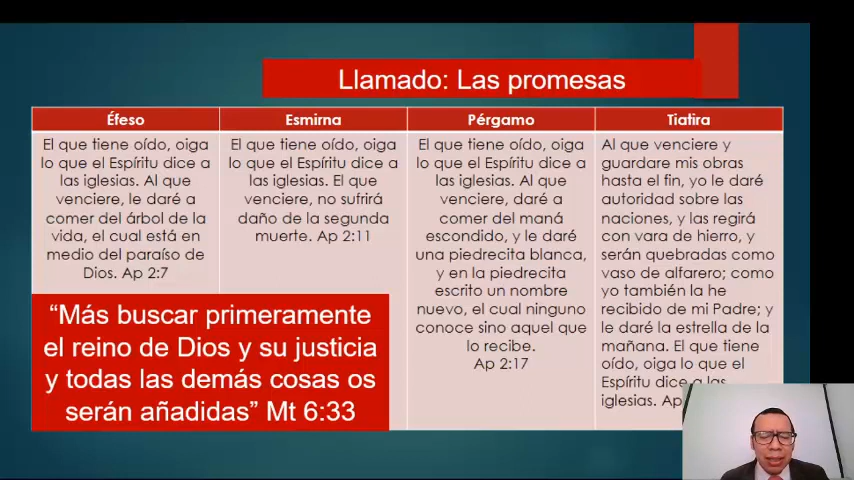 Llamado: Las promesas
Éfeso
El que tiene oído, oiga
lo que el Espíritu dice a
las iglesias. Al que
venciere, le daré a
comer del árbol de la
vida, el cual está en
medio del paraíso de
Dios. Ap 2:7
Esmirna
El que tiene oído, oiga
lo que el Espíritu dice a
las iglesias. El que
venciere, no sufrirá
daño de la segunda
muerte. Ap 2:11
Pérgamo
El que tiene oído, oiga
lo que el Espíritu dice a
las iglesias. Al que
venciere, daré a
comer del maná
escondido, y le daré
una piedrecita blanca,
y en la piedrecita
escrito un nombre
nuevo, el cual ninguno
conoce sino aquel que
lo recibe.
Ap 2:17
Tiatira
Al que venciere y
guardare mis obras
hasta el fin, yo le daré
autoridad sobre las
naciones, y las regirá
con vara de hierro, y
serán quebradas como
vaso de alfarero; como
yo también la he
recibido de mi Padre; y
le daré la estrella de la
mañana. El que tiene
oído, oiga lo que el
Espíritu dice a las
iglesias. Ap
“Más buscar primeramente
el reino de Dios y su justicia
y todas las demás cosas os
serán añadidas” Mt 6:33